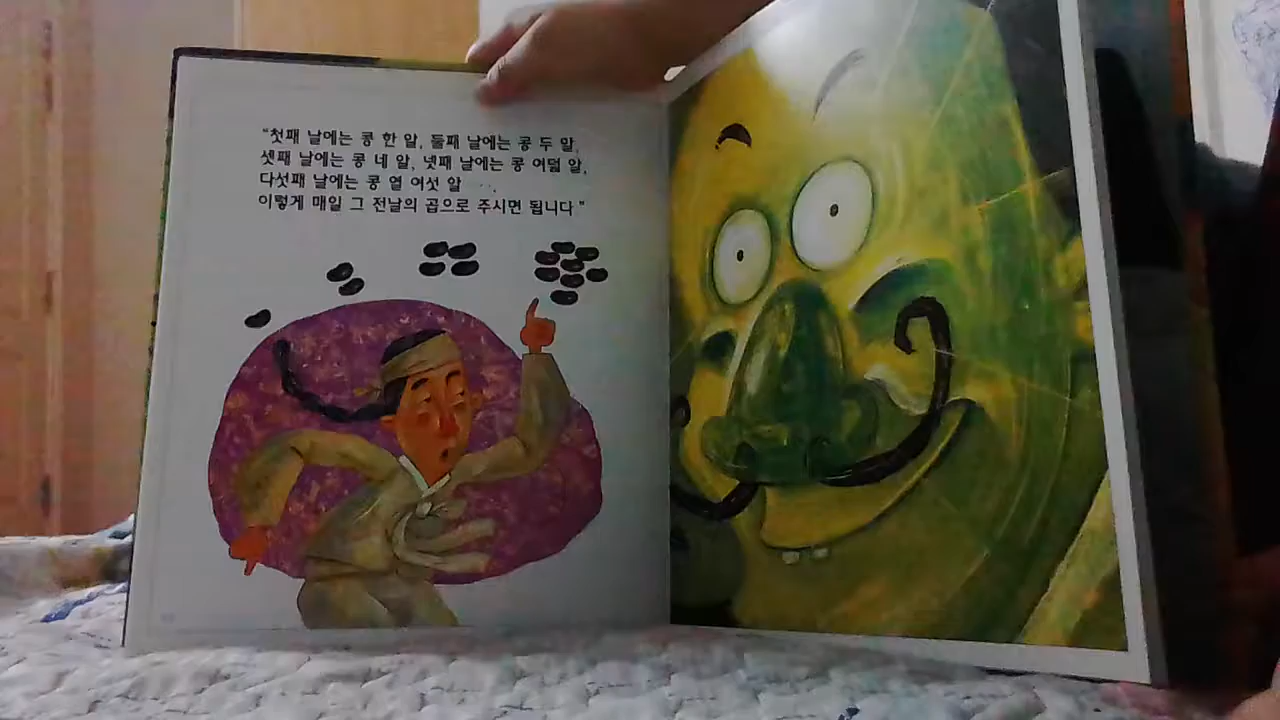 “첫째 날에는 콩 한 알, 둘째 날에는 콩 두 알,
셋째 날에는 콩 네 알, 넷째 날에는 콩 여덟 알,
다섯째 날에는 콩 열 여섯 알 ….
이렇게 매일 그 전날의 곱으로 주시면 됩니다.”